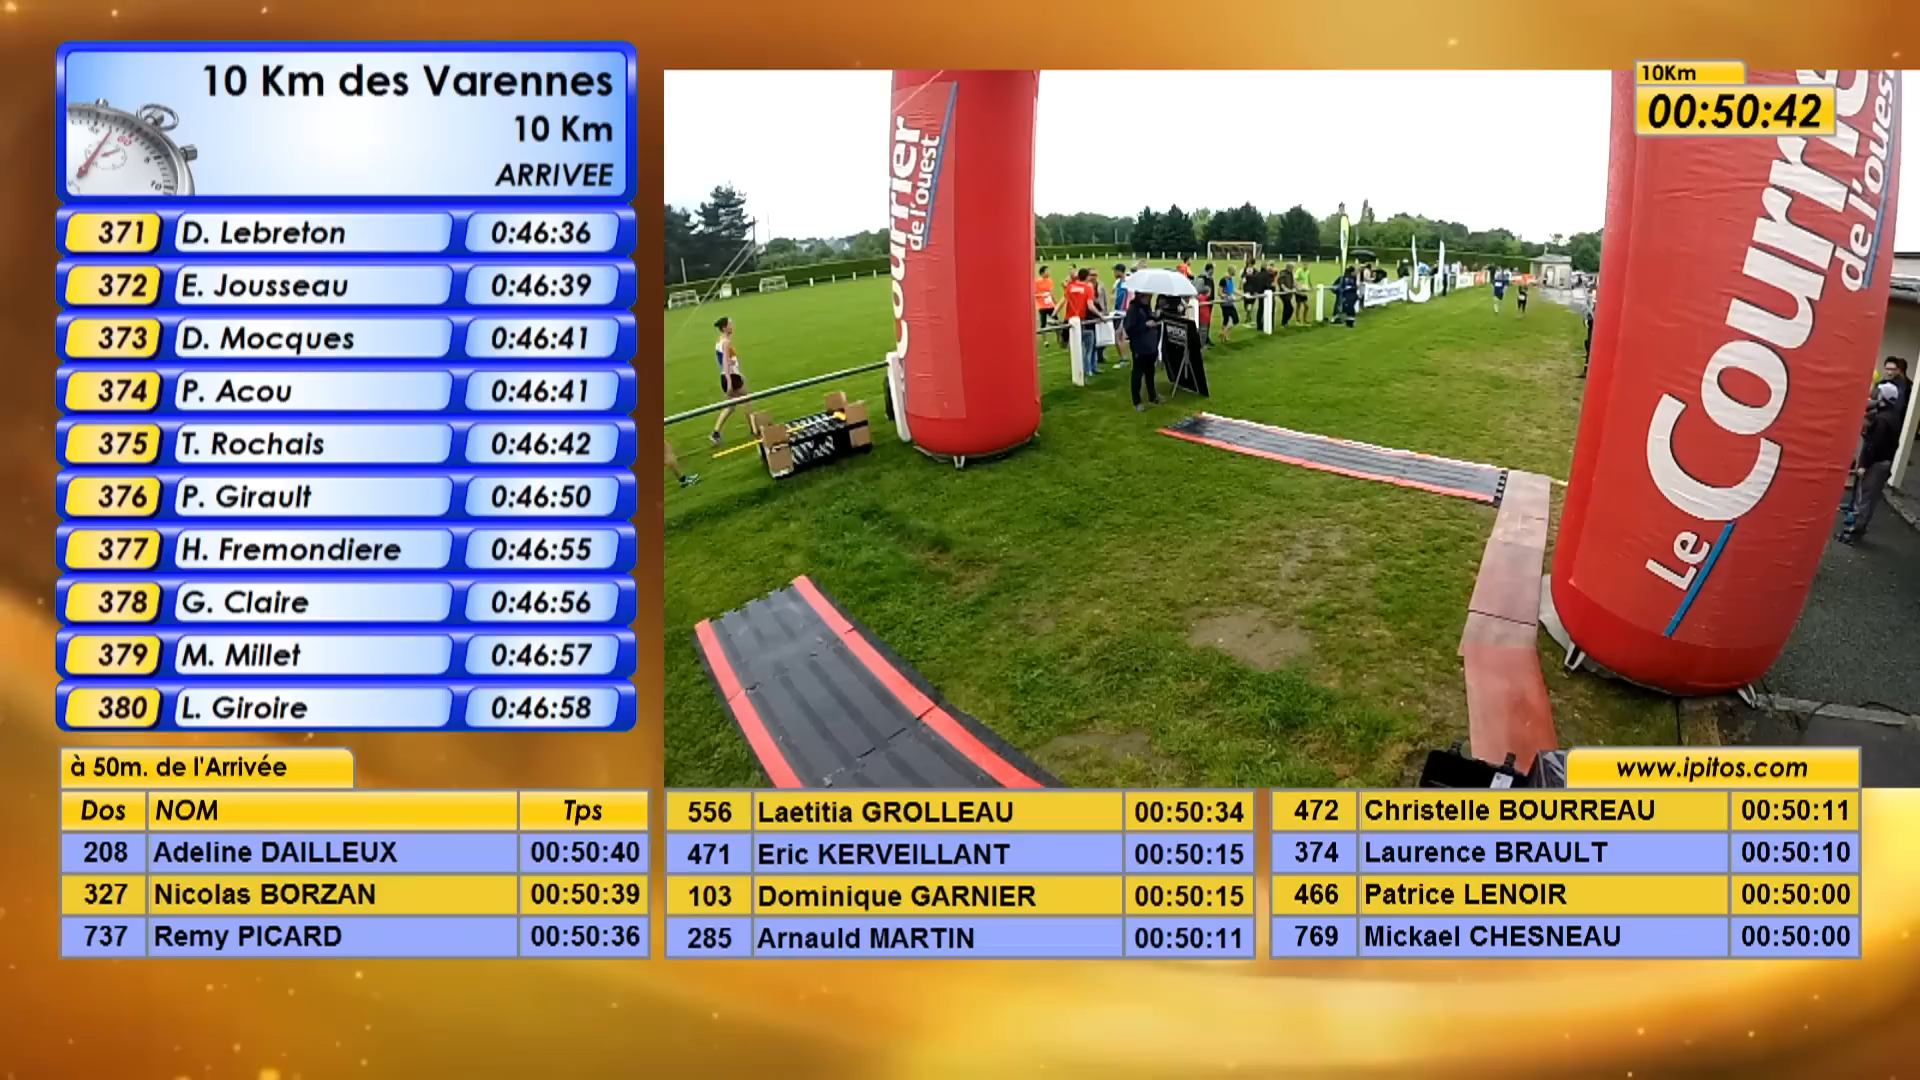 10 Km des Varennes
10 Km
ARRIVEE
371 D. Lebreton 0:46:36
372 E. Jousseau 0:46:39
373 D. Mocques 0:46:41
374 P. Acou 0:46:41
375 T. Rochais 0:46:42
376 P. Girault 0:46:50
377 H. Fremondiere 0:46:55
378 G. Claire 0:46:56
379 M. Millet 0:46:57
380 L. Giroire 0:46:58
10Km
00:50:42
Courrier
de l'ouest
Le Courrie
de l'ouest
www.ipitos.com
à 50m. de l'Arrivée
Dos NOM Tps
208 Adeline DAILLEUX 00:50:40
327 Nicolas BORZAN 00:50:39
737 Remy PICARD 00:50:36
556 Laetitia GROLLEAU 00:50:34
471 Eric KERVEILLANT 00:50:15
103 Dominique GARNIER 00:50:15
285 Arnauld MARTIN 00:50:11
472 Christelle BOURREAU 00:50:11
374 Laurence BRAULT 00:50:10
466 Patrice LENOIR 00:50:00
769 Mickael CHESNEAU 00:50:00